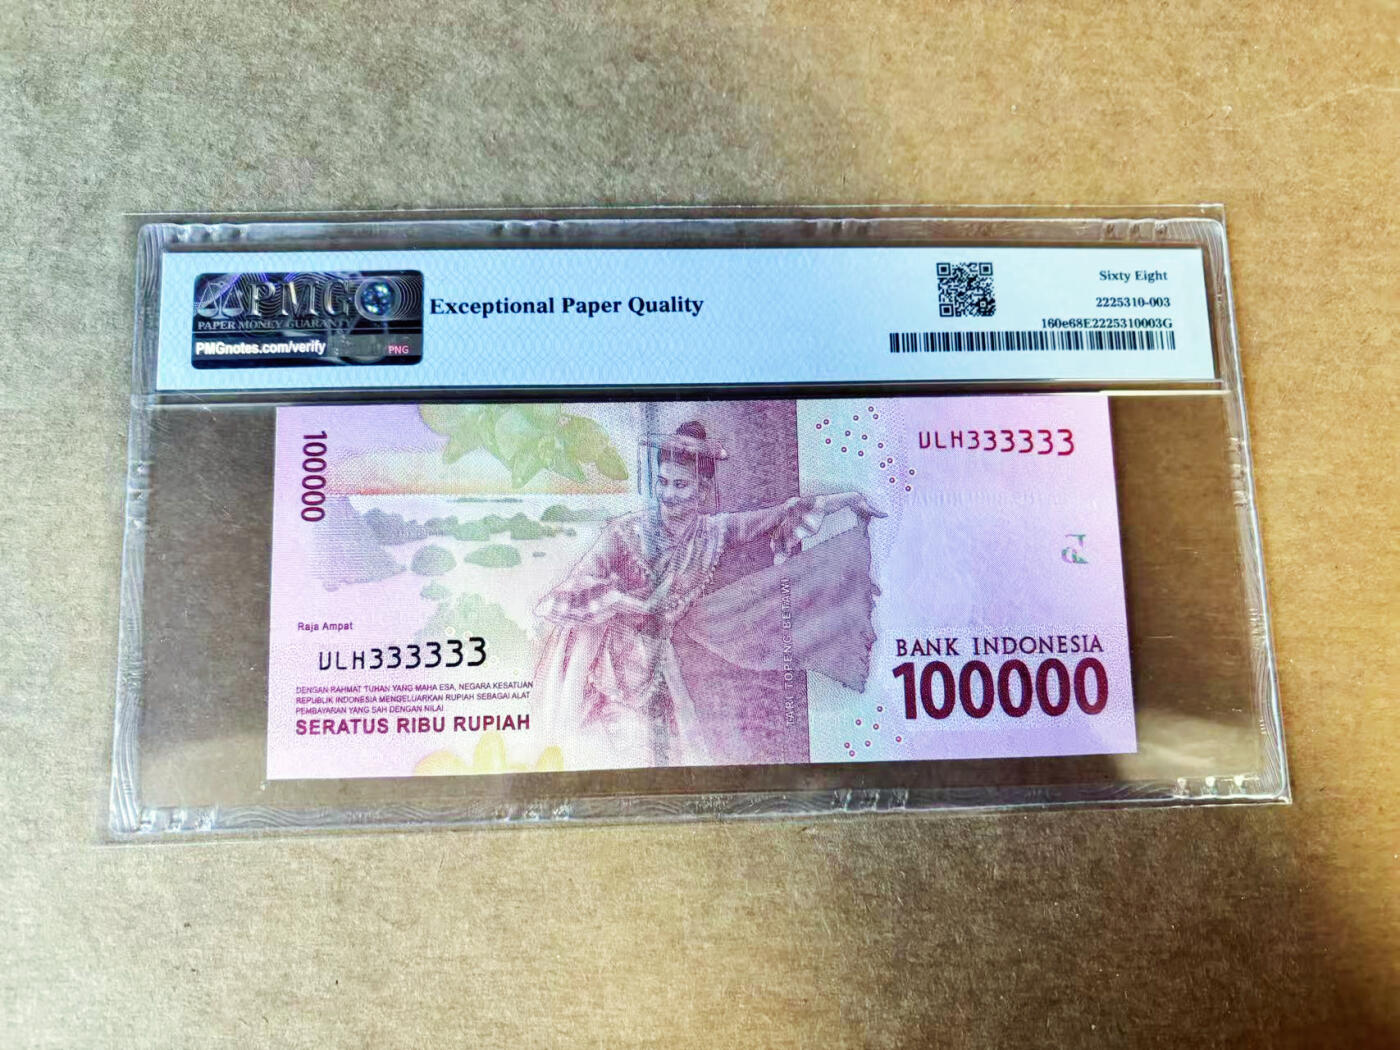 PMG
PAPER MONEY GUARANTY
PMGnotes.com/verify
PNG
Exceptional Paper Quality
Sixty Eight
2225310-003
160e68E2225310003G
100000
ULH333333
Raja Ampat
ULH333333
DENGAN RAHMAT TUHAN YANG MAHA ESA, NEGARA KESATUAN
REPUBLIK INDONESIA MENGELUARKAN RUPIAH SEBAGAI ALAT
PEMBAYARAN YANG SAH DENGAN NILAI
SERATUS RIBU RUPIAH
TARI TOPENG BETAWI
BANK INDONESIA
100000